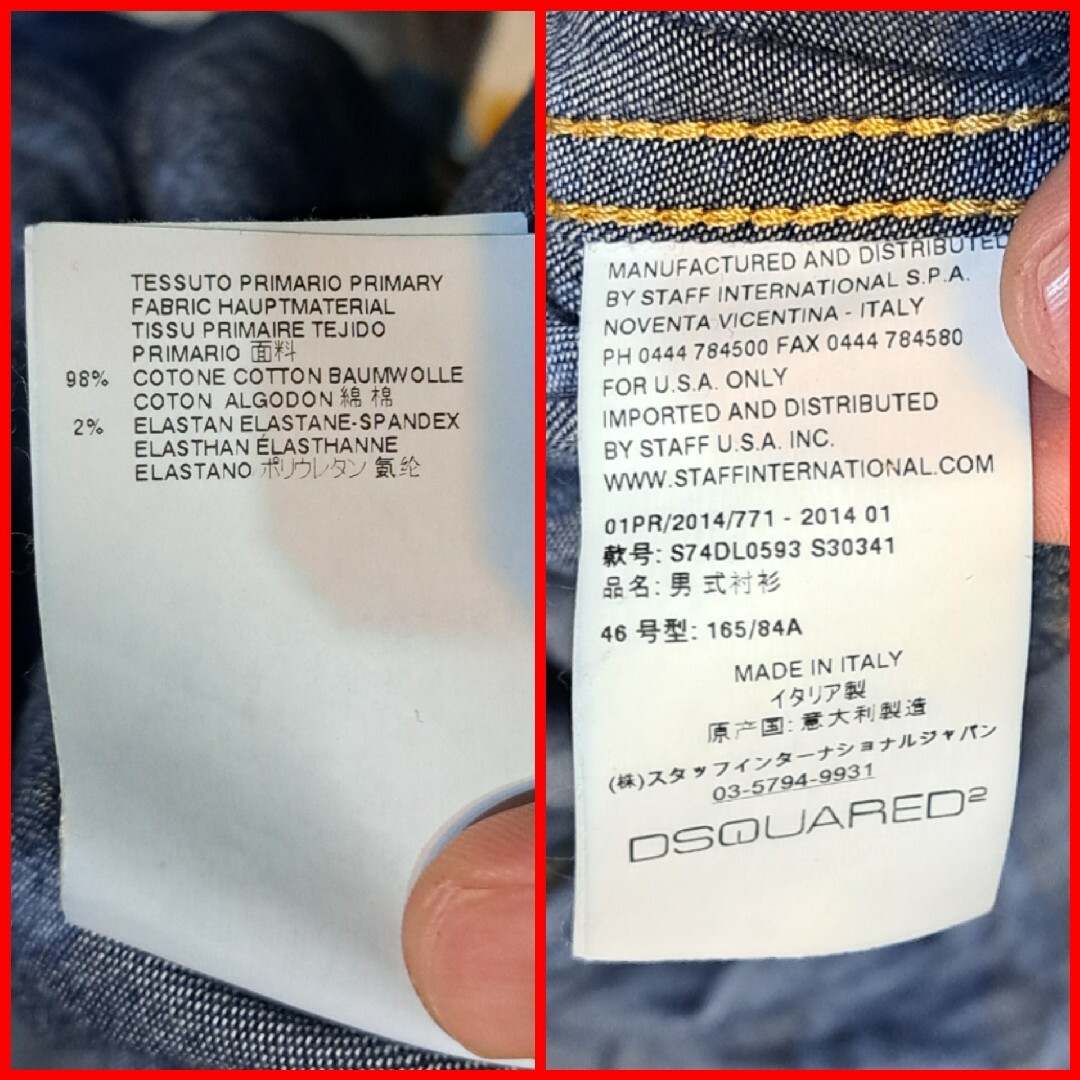 TESSUTO PRIMARIO PRIMARY
FABRIC HAUPTMATERIAL
TISSU PRIMAIRE TEJIDO
PRIMARIO 面料
98% COTONE COTTON BAUMWOLLE
COTON ALGODON 綿 棉
2% ELASTAN ELASTANE-SPANDEX
ELASTHAN ÉLASTHANNE
ELASTANO ポリウレタン 氨纶
MANUFACTURED AND DISTRIBUTED
BY STAFF INTERNATIONAL S.P.A.
NOVENTA VICENTINA - ITALY
PH 0444 784500 FAX 0444 784580
FOR U.S.A. ONLY
IMPORTED AND DISTRIBUTED
BY STAFF U.S.A. INC.
WWW.STAFFINTERNATIONAL.COM
01PR/2014/771 - 2014 01
款号: S74DL0593 S30341
品名: 男式衬衫
46 号型: 165/84A
MADE IN ITALY
イタリア製
原产国: 意大利製造
(株)スタッフインターナショナルジャパン
03-5794-9931
DSQUARED2